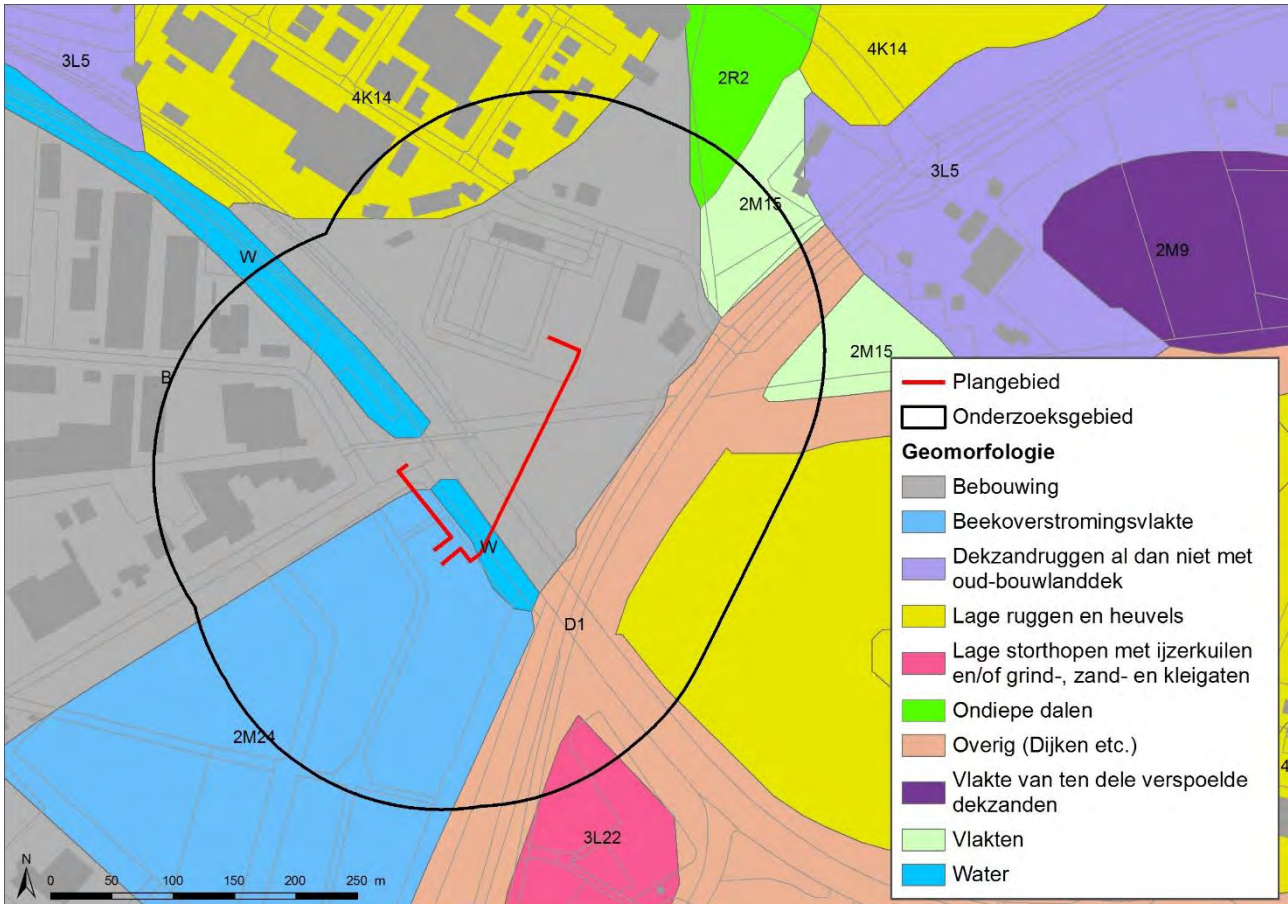 3L5
4K14
2R2
4K14
3L5
2M15
W
2M9
B
2M15
W
D1
2M24
3L22
4
Plangebied
Onderzoeksgebied
Geomorfologie
Bebouwing
Beekoverstromingsvlakte
Dekzandruggen al dan niet met
oud-bouwlanddek
Lage ruggen en heuvels
Lage storthopen met ijzerkuilen
en/of grind-, zand- en kleigaten
Ondiepe dalen
Overig (Dijken etc.)
Vlakte van ten dele verspoelde
dekzanden
Vlakten
Water
N
0 50 100 150 200 250 m